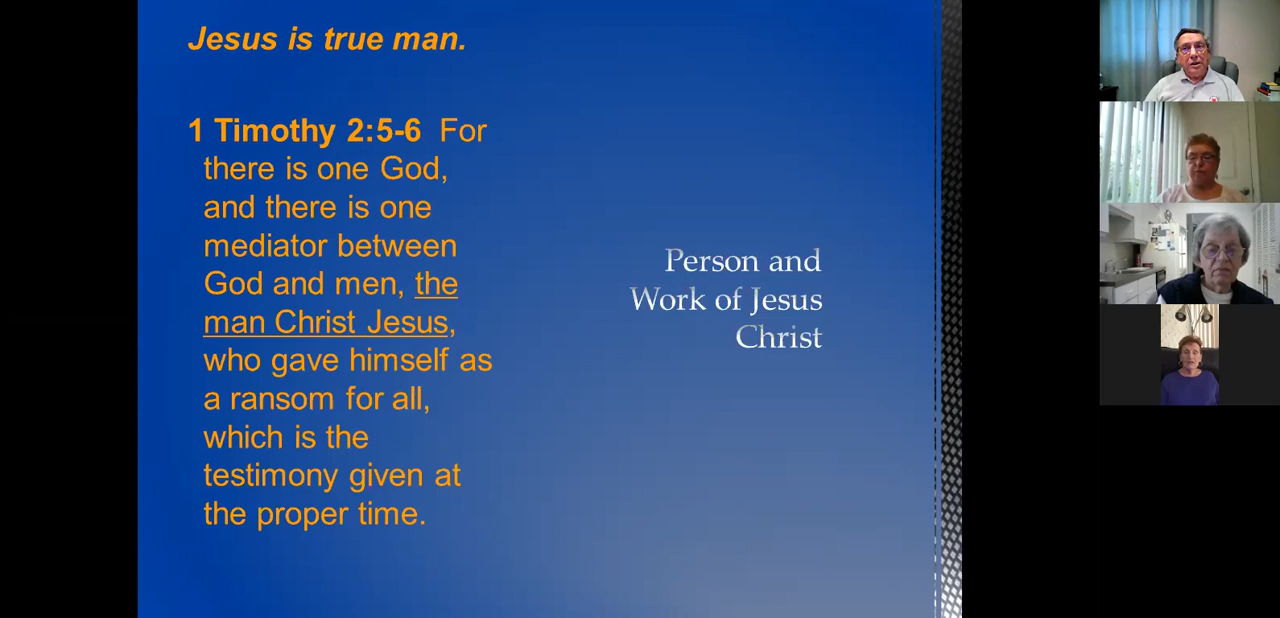 Jesus is true man.
1 Timothy 2:5-6 For
there is one God,
and there is one
mediator between
God and men, the
man Christ Jesus,
who gave himself as
a ransom for all,
which is the
testimony given at
the proper time.
Person and
Work of Jesus
Christ